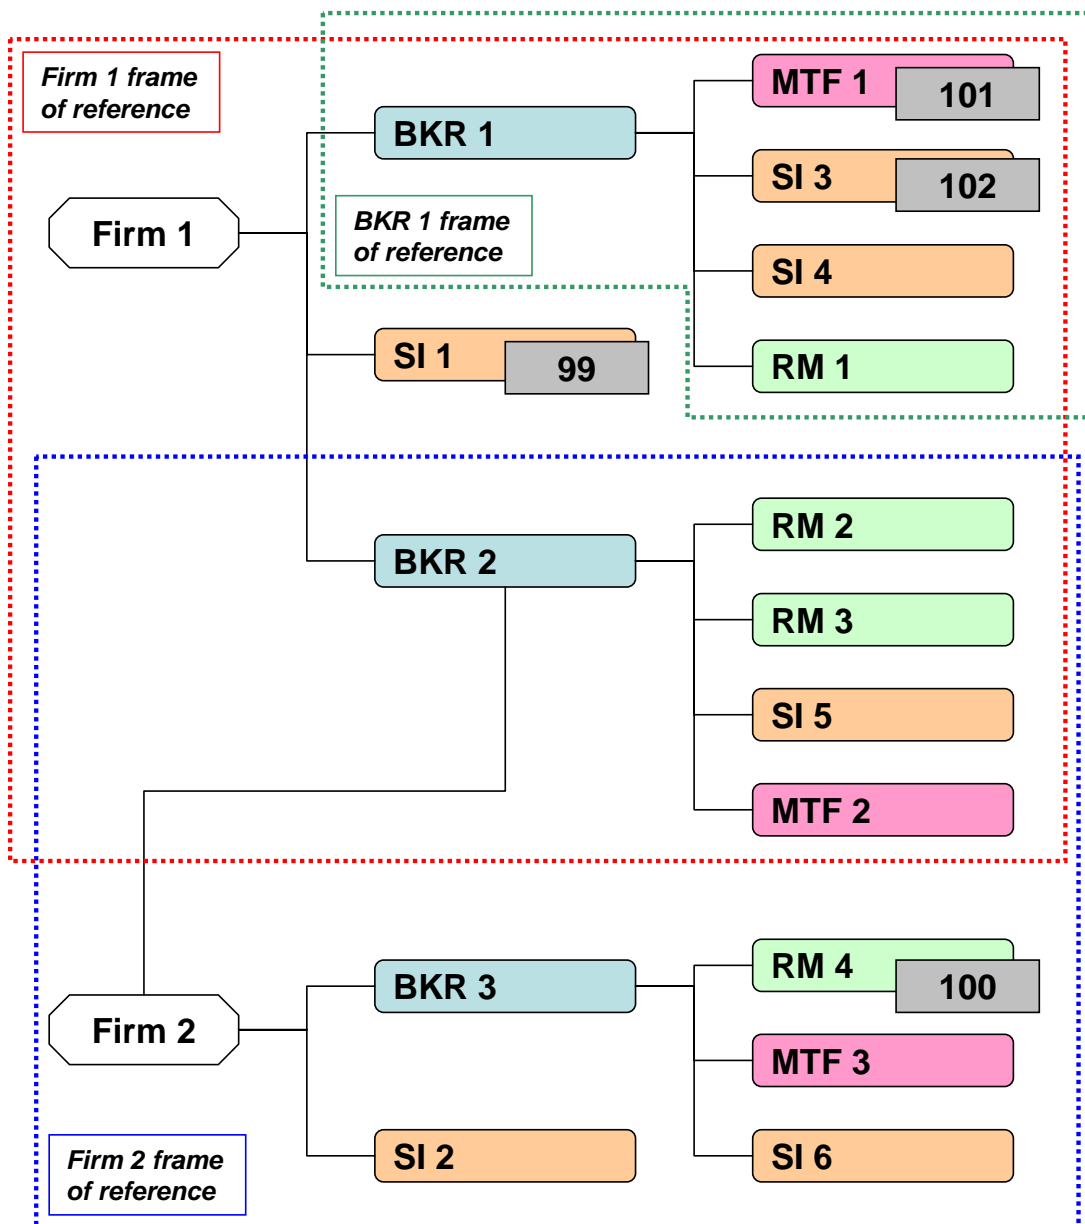 Firm 1 frame
of reference
MTF 1
101
BKR 1
SI 3
102
Firm 1
BKR 1 frame
of reference
SI 4
SI 1
99
RM 1
RM 2
BKR 2
RM 3
SI 5
MTF 2
RM 4
100
BKR 3
Firm 2
MTF 3
Firm 2 frame
of reference
SI 2
SI 6